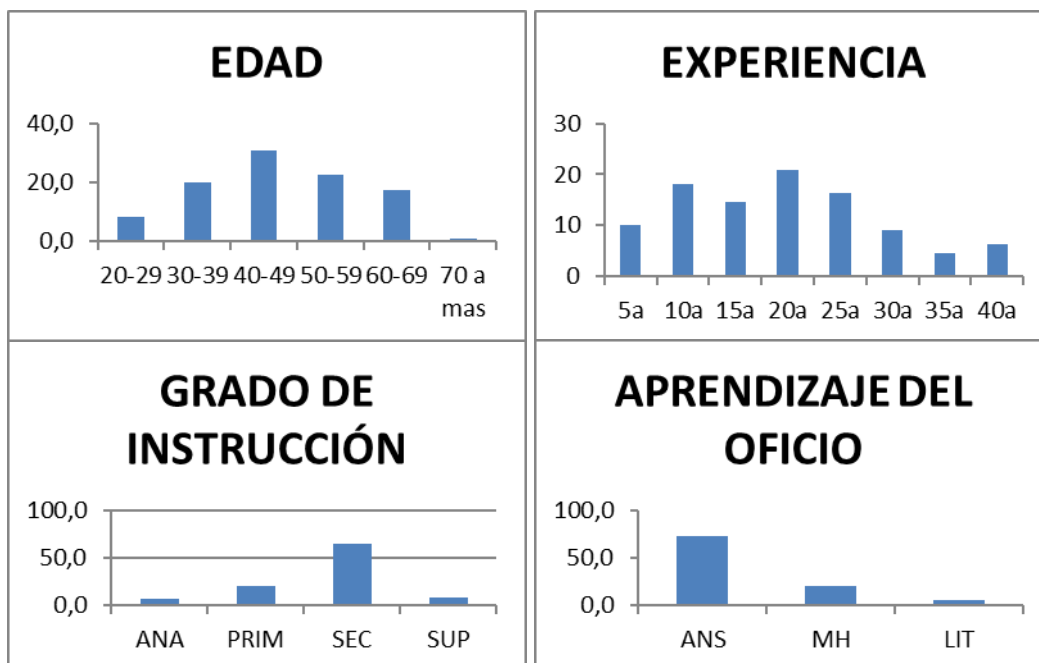 EDAD
40,0
20,0
0,0
20-29 30-39 40-49 50-59 60-69 70 a
mas
EXPERIENCIA
30
20
10
0
5a 10a 15a 20a 25a 30a 35a 40a
GRADO DE
INSTRUCCIÓN
100,0
50,0
0,0
ANA PRIM SEC SUP
APRENDIZAJE DEL
OFICIO
100,0
50,0
0,0
ANS MH LIT